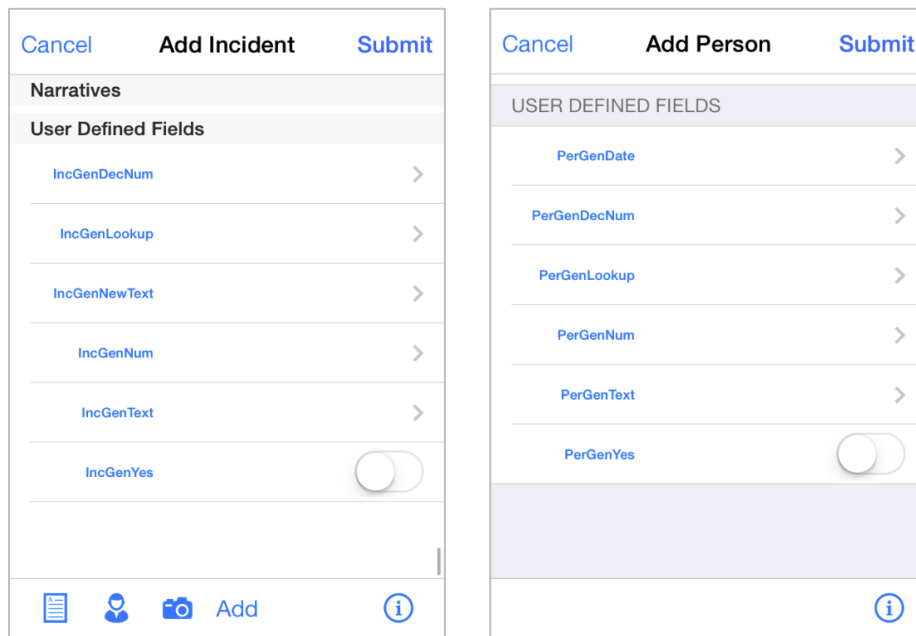 Cancel Add Incident Submit
Narratives
User Defined Fields
IncGenDecNum
IncGenLookup
IncGenNewText
IncGenNum
IncGenText
IncGenYes
Add
Cancel Add Person Submit
USER DEFINED FIELDS
PerGenDate
PerGenDecNum
PerGenLookup
PerGenNum
PerGenText
PerGenYes